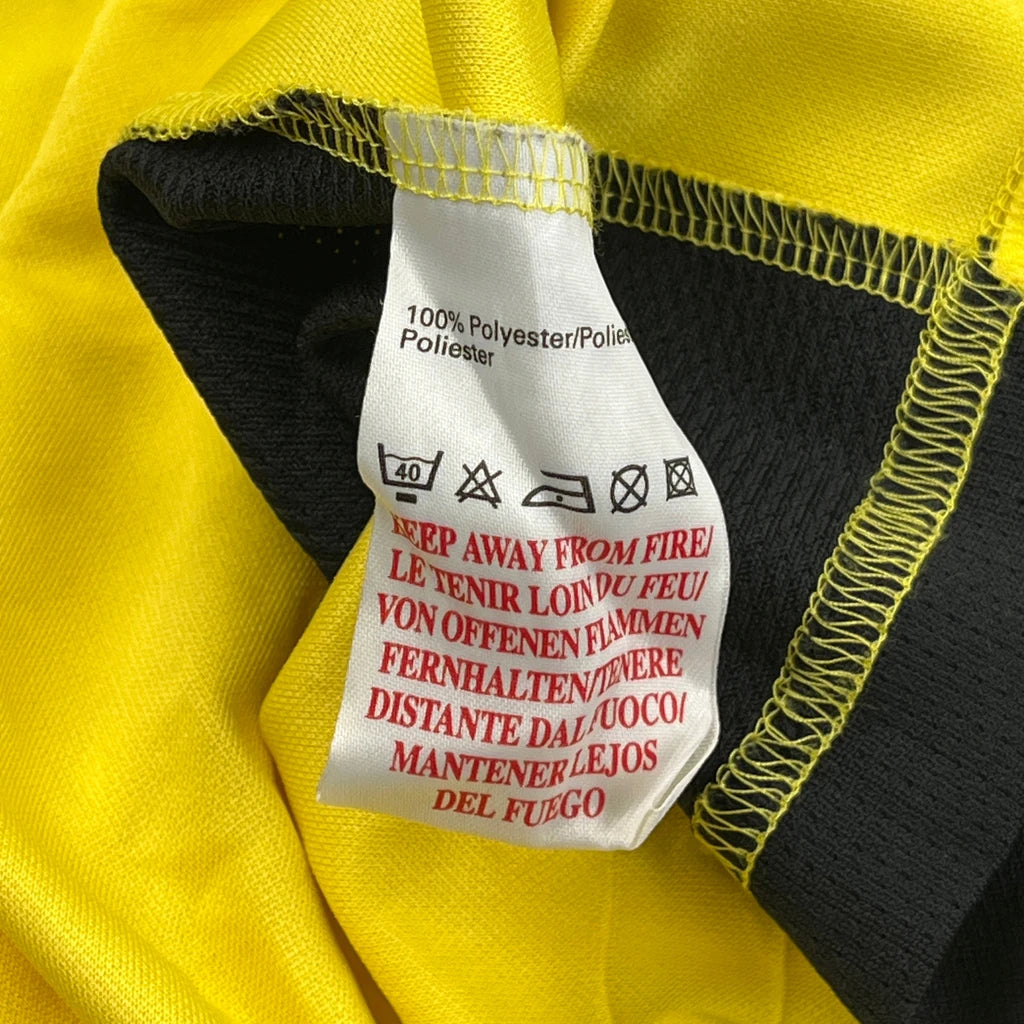 100% Polyester/Polies
Poliester
40
KEEP AWAY FROM FIRE/
LE TENIR LOIN DU FEU/
VON OFFENEN FLAMMEN
FERNHALTEN/TENERE
DISTANTE DAL FUOCO/
MANTENER LEJOS
DEL FUEGO